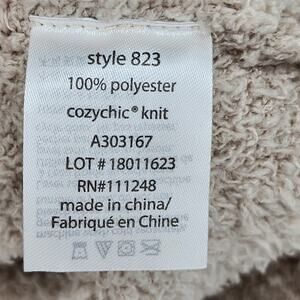 style 823
100% polyester
cozychic® knit
A303167
LOT # 18011623
RN#111248
made in china/
Fabriqué en Chine